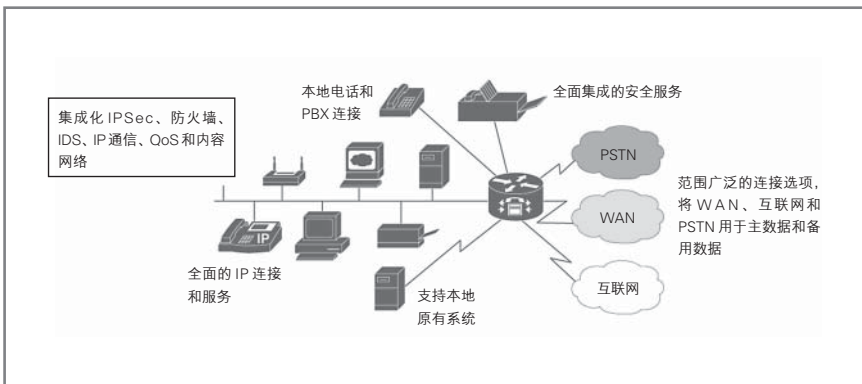 本地电话和
PBX 连接
全面集成的安全服务
集成化 IPSec、防火墙、
IDS、IP 通信、QoS 和内容
网络
PSTN
范围广泛的连接选项，
将 WAN、互联网和
PSTN 用于主数据和备
用数据
WAN
IP
全面的 IP 连接
和服务
支持本地
原有系统
互联网